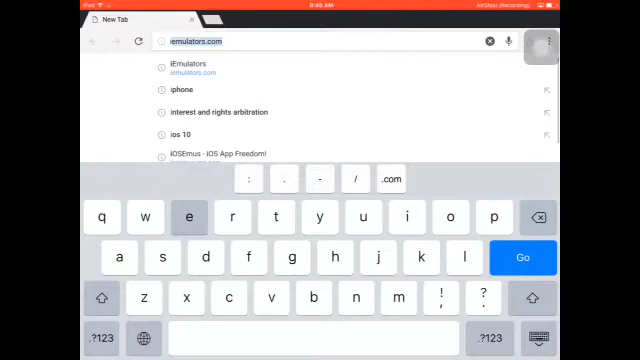 iPad 9:46 AM AirShou (Recording)
New Tab
iemulators.com
iEmulators
iemulators.com
iphone
interest and rights arbitration
ios 10
iOSEmus - iOS App Freedom!
: . - / .com
q w e r t y u i o p
a s d f g h j k l Go
z x c v b n m ! , ? .
.?123 .?123